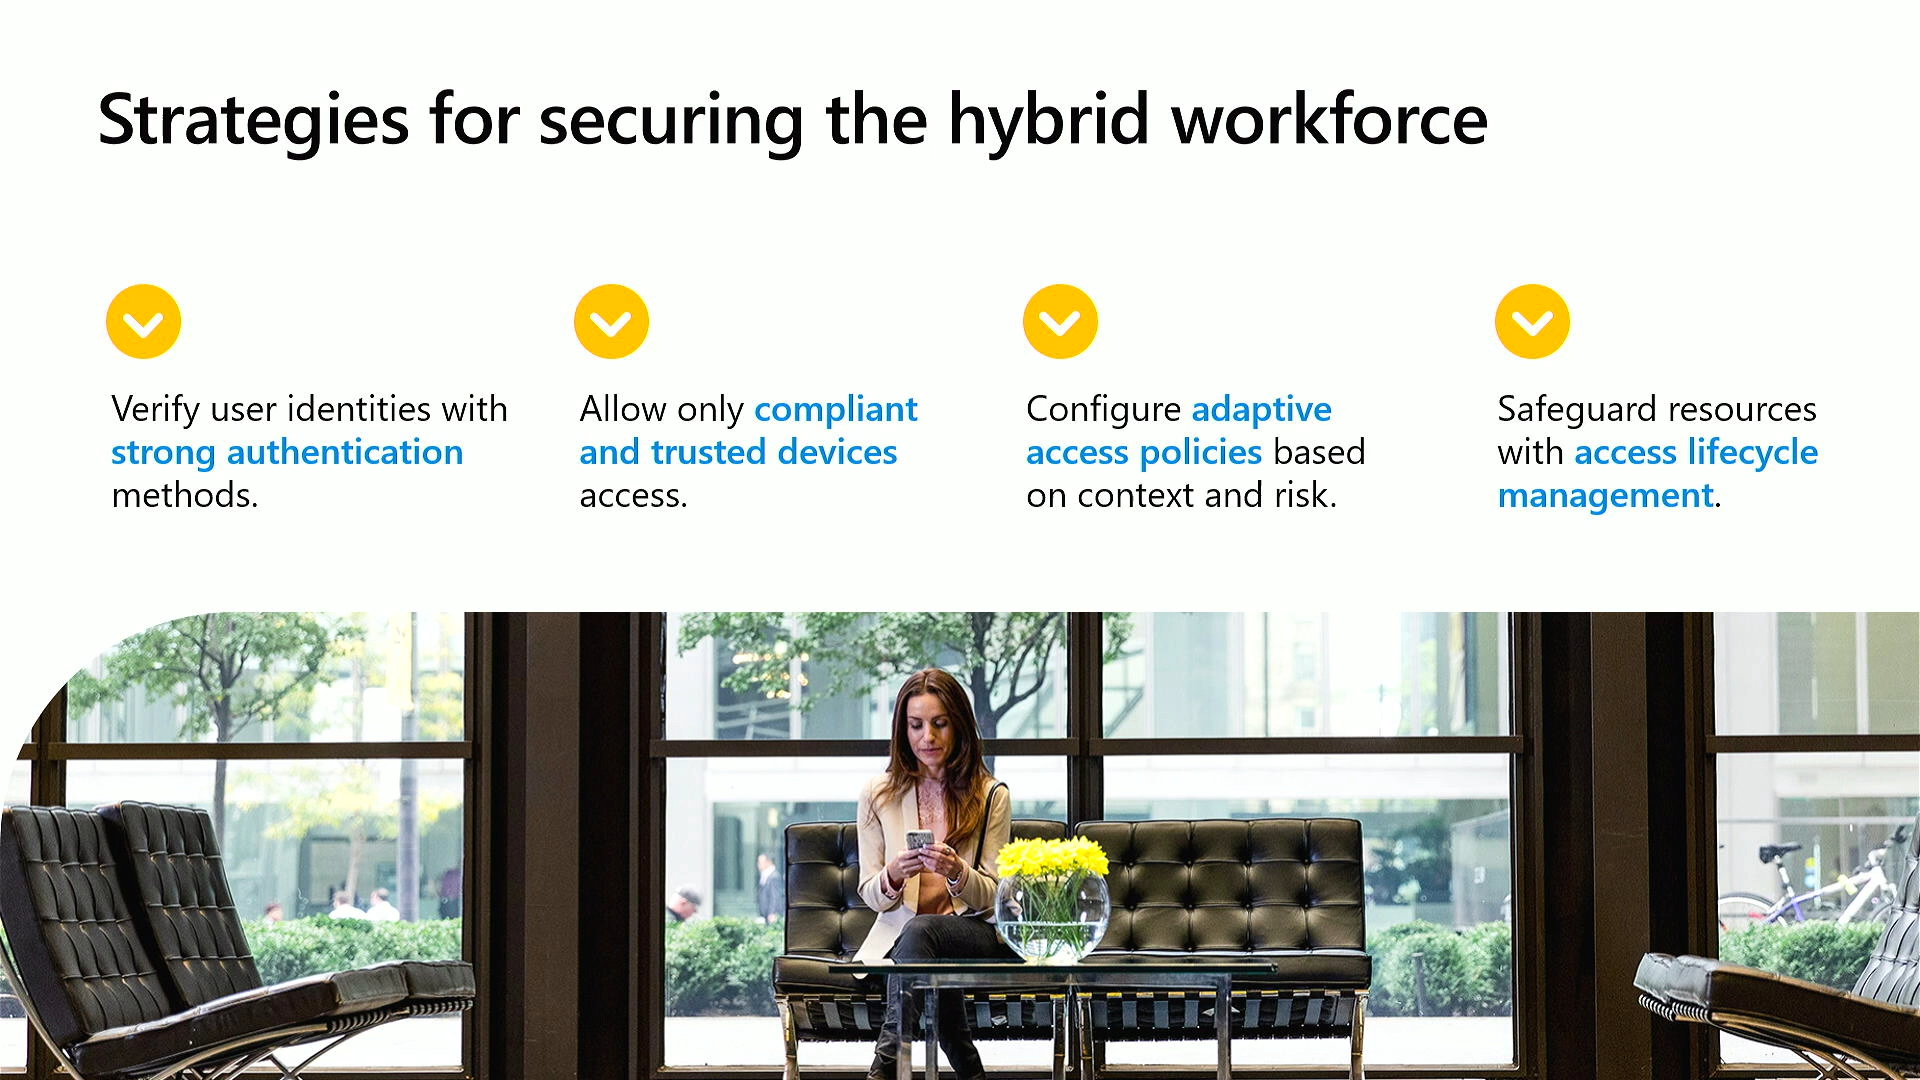 Strategies for securing the hybrid workforce
Verify user identities with
strong authentication
methods.
Allow only compliant
and trusted devices
access.
Configure adaptive
access policies based
on context and risk.
Safeguard resources
with access lifecycle
management.